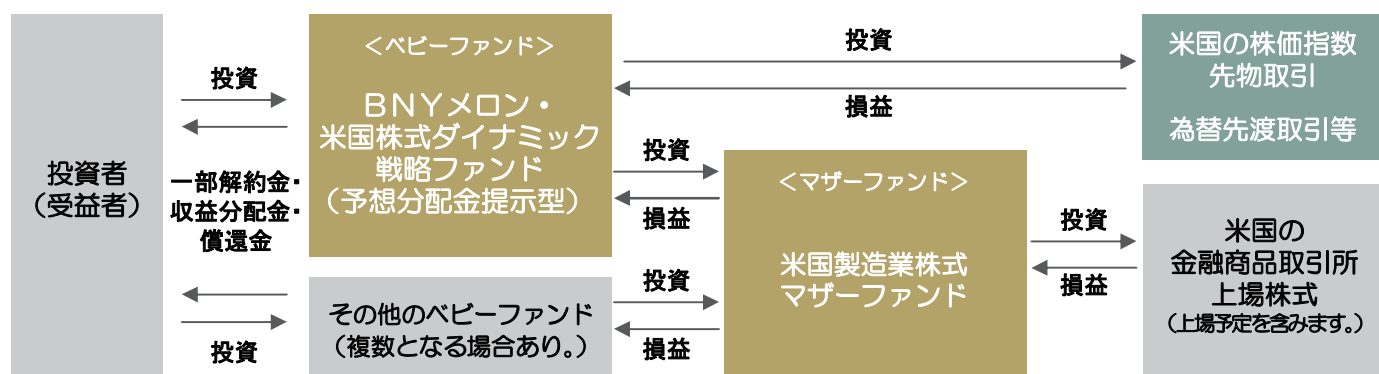 投資者
（受益者）
投資
一部解約金・
収益分配金・
償還金
投資
＜ベビーファンド＞
ＢＮＹメロン・
米国株式ダイナミック
戦略ファンド
（予想分配金提示型）
その他のベビーファンド
（複数となる場合あり。）
投資
損益
投資
損益
投資
損益
＜マザーファンド＞
米国製造業株式
マザーファンド
投資
損益
米国の株価指数
先物取引
為替先渡取引等
米国の
金融商品取引所
上場株式
（上場予定を含みます。）